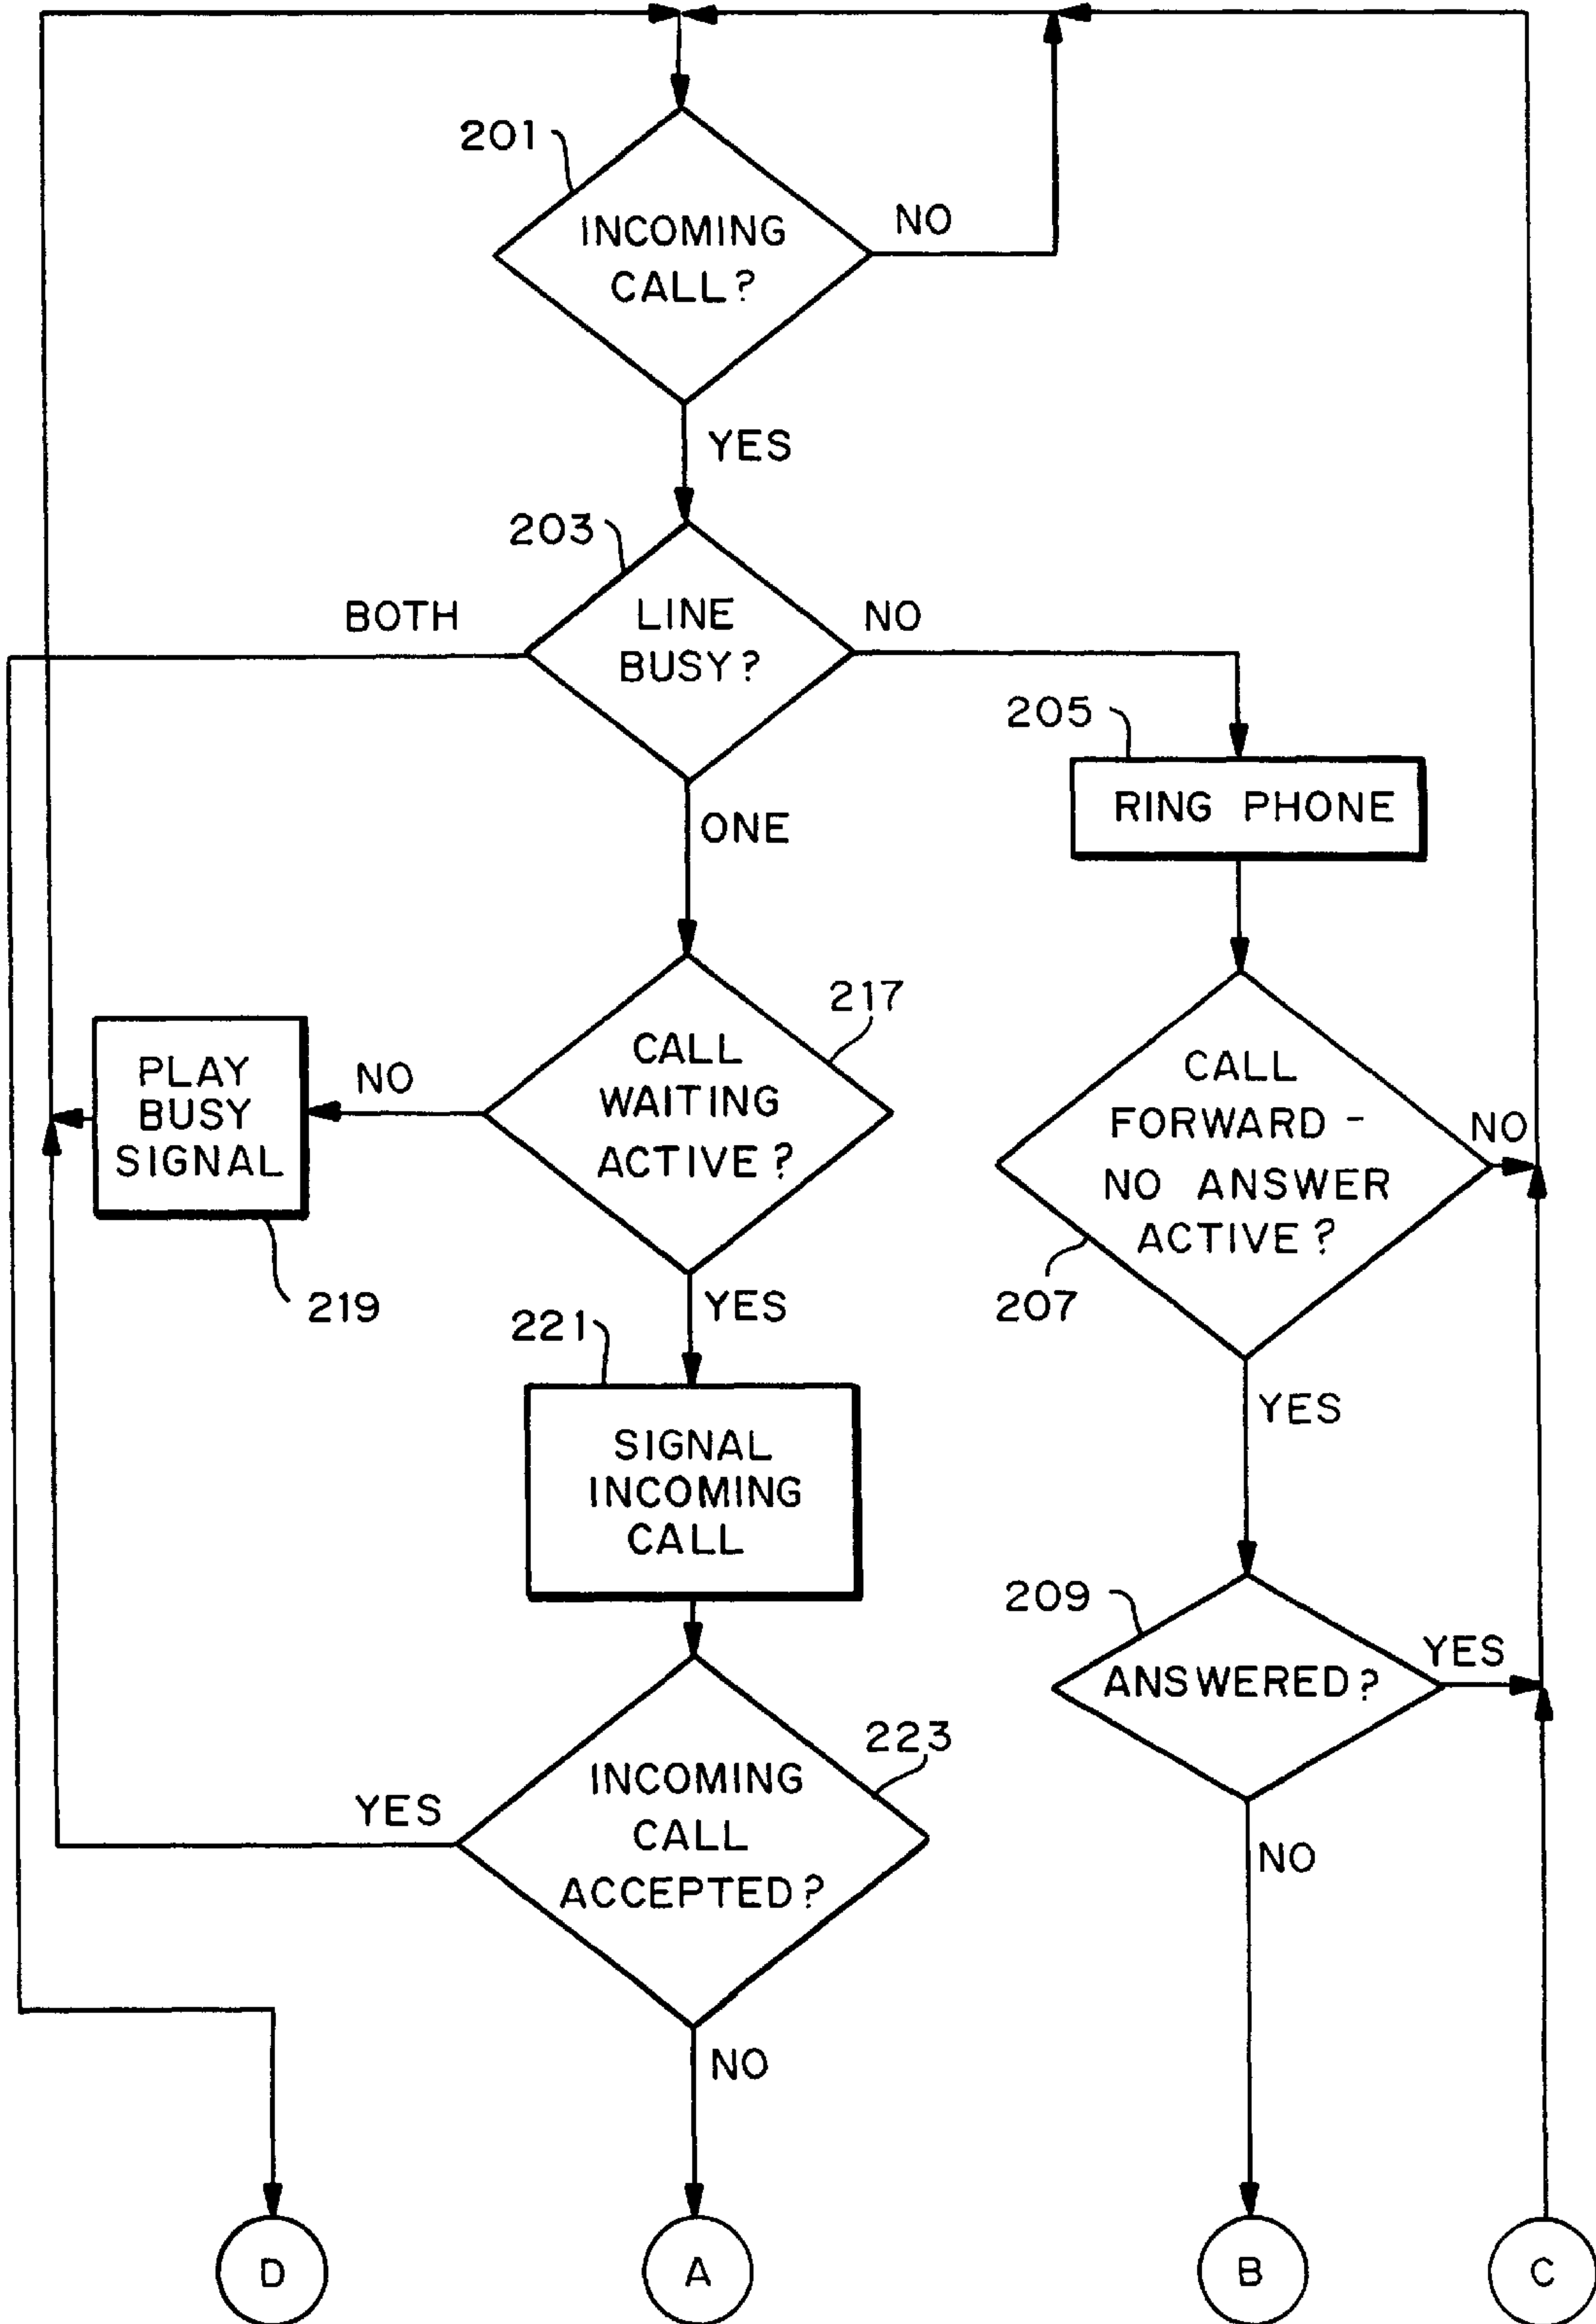 201
INCOMING
CALL?
NO
YES
203
BOTH
LINE
BUSY?
NO
205
RING PHONE
ONE
217
CALL
WAITING
ACTIVE?
NO
PLAY
BUSY
SIGNAL
219
CALL
FORWARD -
NO ANSWER
ACTIVE?
NO
207
YES
221
SIGNAL
INCOMING
CALL
YES
209
ANSWERED?
YES
223
INCOMING
CALL
ACCEPTED?
YES
NO
NO
D
A
B
C